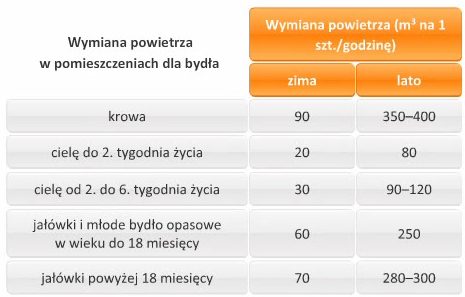 Wymiana powietrza
w pomieszczeniach dla bydła
Wymiana powietrza (m³ na 1
szt./godzinę)
zima lato
krowa 90 350–400
cielę do 2. tygodnia życia 20 80
cielę od 2. do 6. tygodnia życia 30 90–120
jałówki i młode bydło opasowe
w wieku do 18 miesięcy 60 250
jałówki powyżej 18 miesięcy 70 280–300